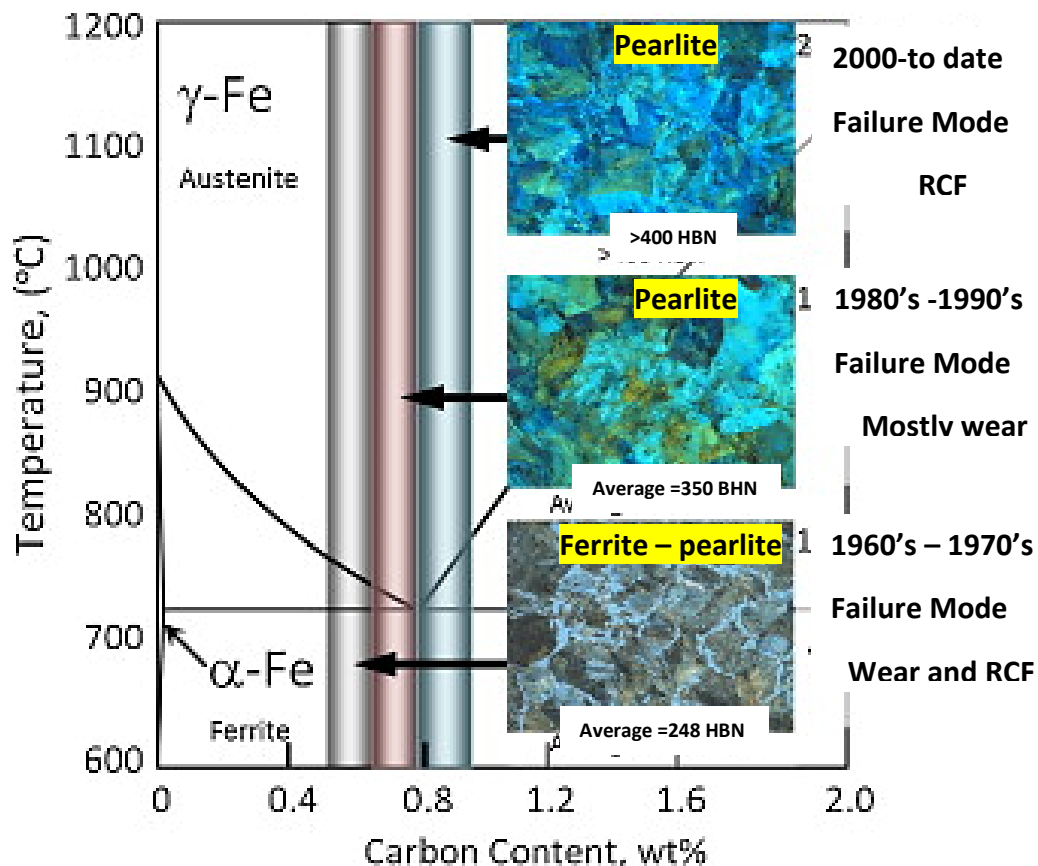 1200
1100
1000
900
800
700
600
Temperature, (°C)
γ-Fe
Austenite
α-Fe
Ferrite
0
0.4
0.8
1.2
1.6
2.0
Carbon Content, wt%
Pearlite
>400 HBN
2
2000-to date
Failure Mode
RCF
Pearlite
Average =350 BHN
1
1980's -1990's
Failure Mode
Mostly wear
Ferrite – pearlite
Average =248 HBN
1
1960's – 1970's
Failure Mode
Wear and RCF